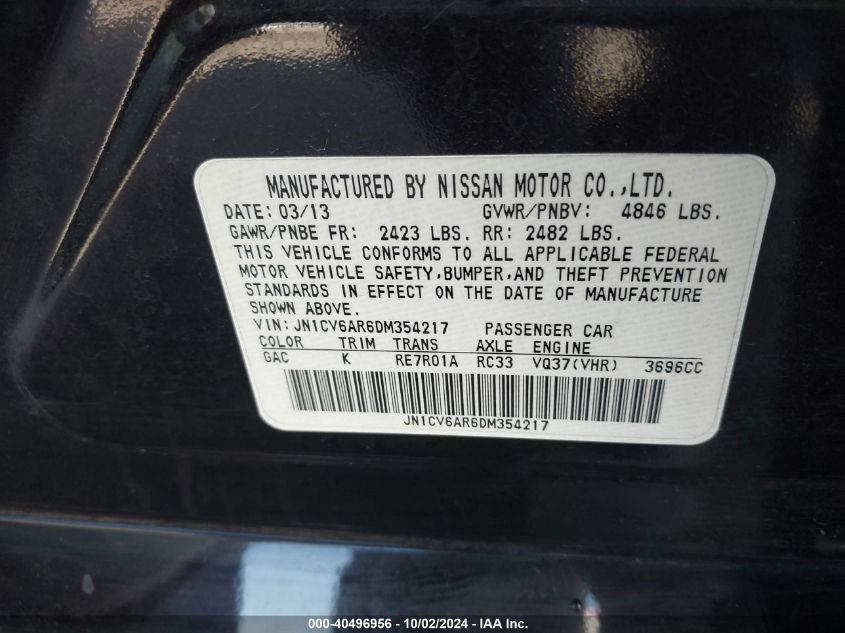 MANUFACTURED BY NISSAN MOTOR CO.,LTD.
DATE: 03/13 GVWR/PNBV: 4846 LBS.
GAWR/PNBE FR: 2423 LBS. RR: 2482 LBS.
THIS VEHICLE CONFORMS TO ALL APPLICABLE FEDERAL
MOTOR VEHICLE SAFETY,BUMPER,AND THEFT PREVENTION
STANDARDS IN EFFECT ON THE DATE OF MANUFACTURE
SHOWN ABOVE.
VIN:JN1CV6AR6DM354217 PASSENGER CAR
COLOR TRIM TRANS AXLE ENGINE
GAC K RE7R01A RC33 VQ37(VHR) 3696CC
JN1CV6AR6DM354217
000-40496956 - 10/02/2024 - IAA Inc.